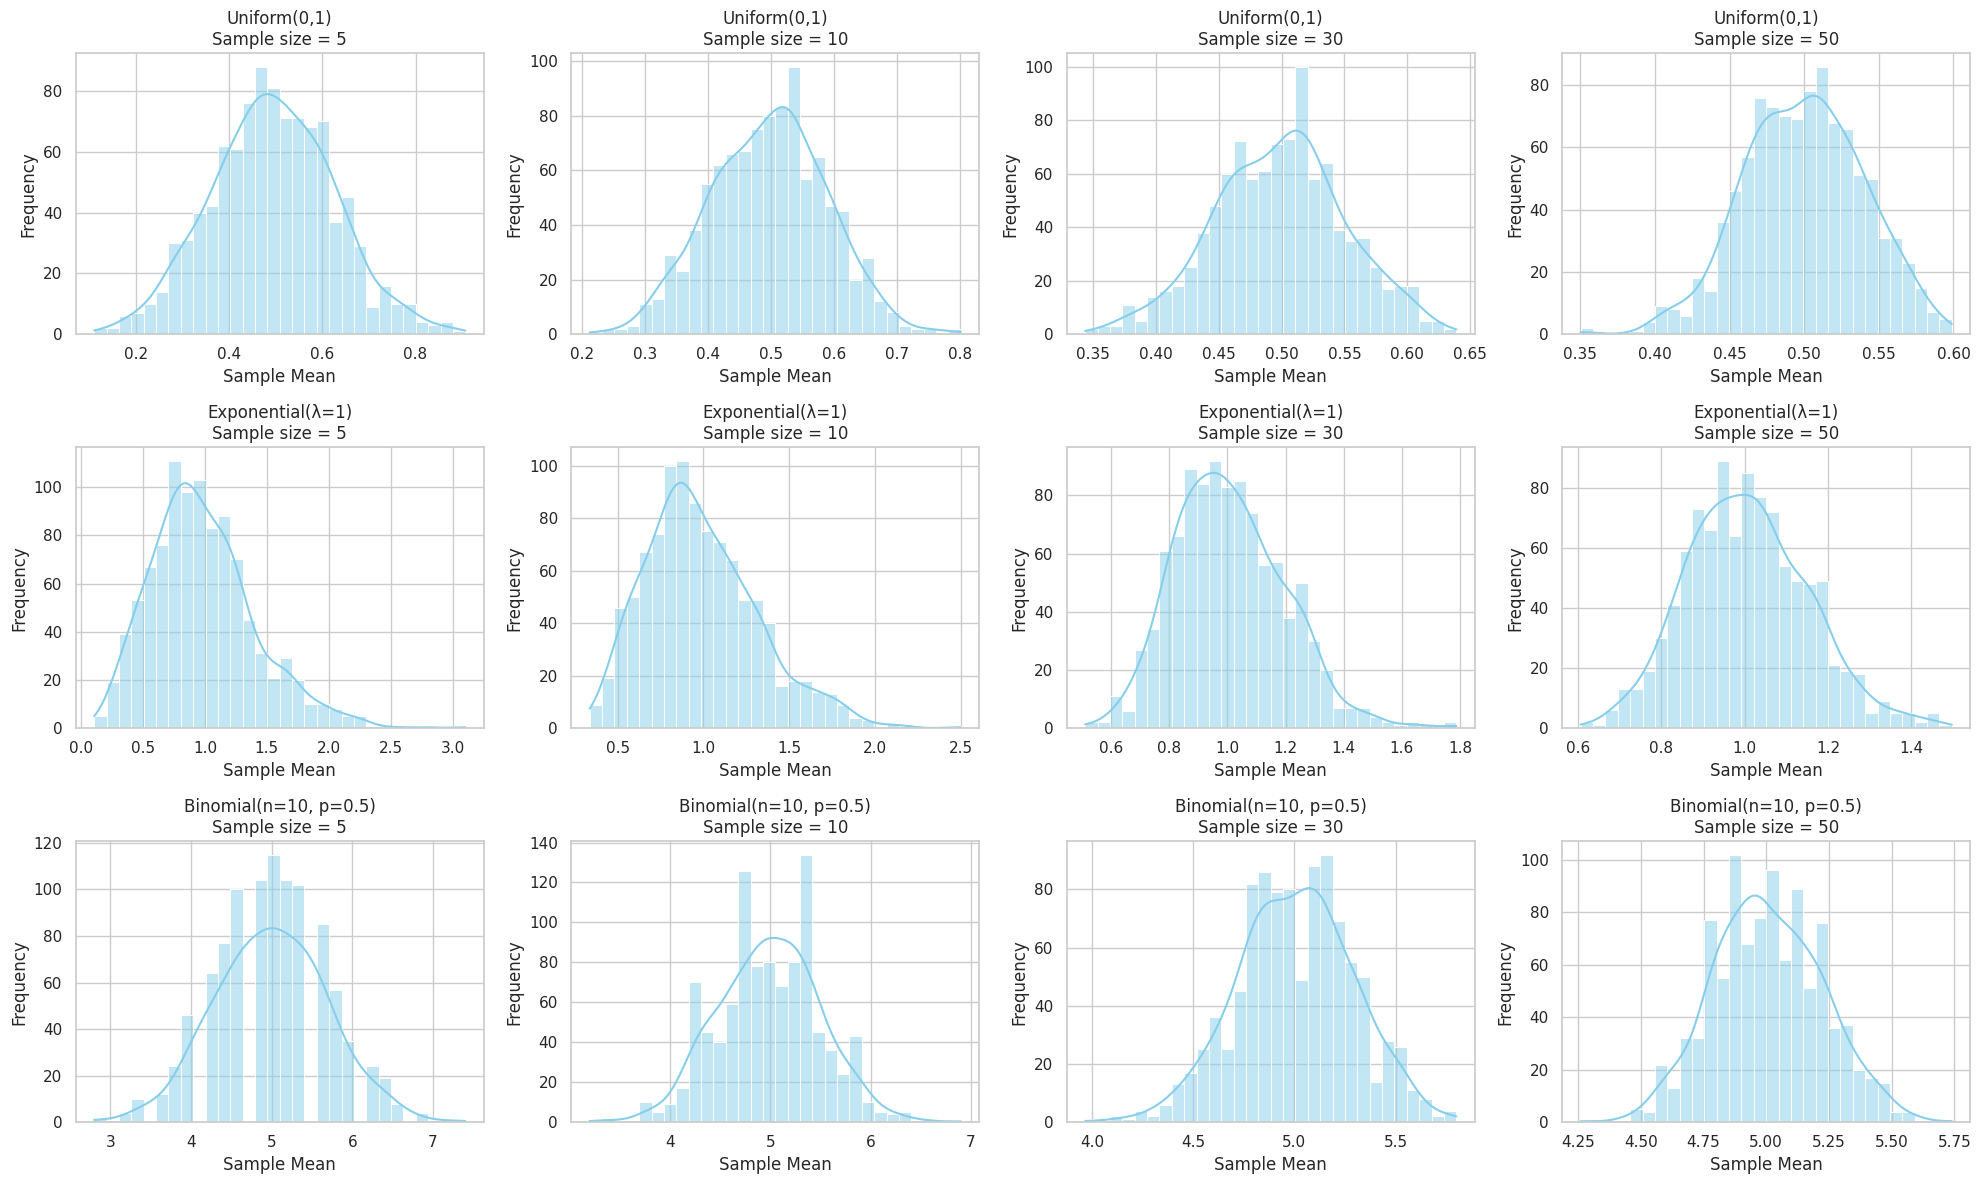 Uniform(0,1)
Sample size = 5
Frequency
80
60
40
20
0
0.2 0.4 0.6 0.8
Sample Mean
Uniform(0,1)
Sample size = 10
Frequency
100
80
60
40
20
0
0.2 0.3 0.4 0.5 0.6 0.7 0.8
Sample Mean
Uniform(0,1)
Sample size = 30
Frequency
100
80
60
40
20
0
0.35 0.40 0.45 0.50 0.55 0.60 0.65
Sample Mean
Uniform(0,1)
Sample size = 50
Frequency
80
60
40
20
0
0.35 0.40 0.45 0.50 0.55 0.60
Sample Mean
Exponential(λ=1)
Sample size = 5
Frequency
100
80
60
40
20
0
0.0 0.5 1.0 1.5 2.0 2.5 3.0
Sample Mean
Exponential(λ=1)
Sample size = 10
Frequency
100
80
60
40
20
0
0.5 1.0 1.5 2.0 2.5
Sample Mean
Exponential(λ=1)
Sample size = 30
Frequency
80
60
40
20
0
0.6 0.8 1.0 1.2 1.4 1.6 1.8
Sample Mean
Exponential(λ=1)
Sample size = 50
Frequency
80
60
40
20
0
0.6 0.8 1.0 1.2 1.4
Sample Mean
Binomial(n=10, p=0.5)
Sample size = 5
Frequency
120
100
80
60
40
20
0
3 4 5 6 7
Sample Mean
Binomial(n=10, p=0.5)
Sample size = 10
Frequency
140
120
100
80
60
40
20
0
4 5 6 7
Sample Mean
Binomial(n=10, p=0.5)
Sample size = 30
Frequency
80
60
40
20
0
4.0 4.5 5.0 5.5
Sample Mean
Binomial(n=10, p=0.5)
Sample size = 50
Frequency
100
80
60
40
20
0
4.25 4.50 4.75 5.00 5.25 5.50 5.75
Sample Mean